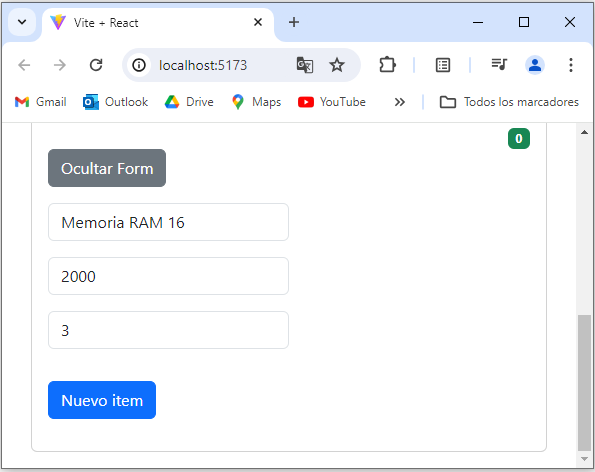 Vite + React
localhost:5173
Gmail Outlook Drive Maps YouTube Todos los marcadores
0
Ocultar Form
Memoria RAM 16
2000
3
Nuevo item